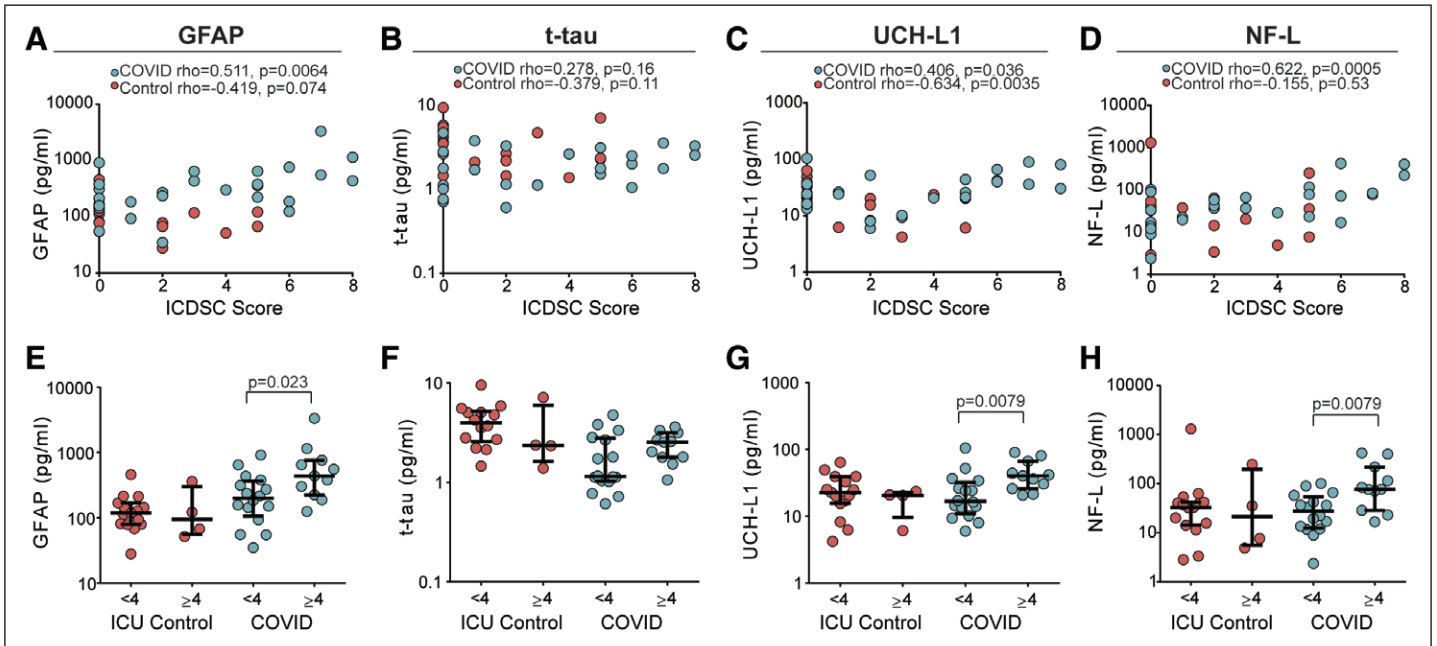 A GFAP
COVID rho=0.511, p=0.0064
Control rho=-0.419, p=0.074
GFAP (pg/ml)
10000
1000
100
10
0 2 4 6 8
ICDSC Score
B t-tau
COVID rho=0.278, p=0.16
Control rho=-0.379, p=0.11
t-tau (pg/ml)
10
1
0.1
0 2 4 6 8
ICDSC Score
C UCH-L1
COVID rho=0.406, p=0.036
Control rho=-0.634, p=0.0035
UCH-L1 (pg/ml)
1000
100
10
1
0 2 4 6 8
ICDSC Score
D NF-L
COVID rho=0.622, p=0.0005
Control rho=-0.155, p=0.53
NF-L (pg/ml)
10000
1000
100
10
1
0 2 4 6 8
ICDSC Score
E
p=0.023
GFAP (pg/ml)
10000
1000
100
10
<4 ≥4 <4 ≥4
ICU Control COVID
F
t-tau (pg/ml)
10
1
0.1
<4 ≥4 <4 ≥4
ICU Control COVID
G
p=0.0079
UCH-L1 (pg/ml)
1000
100
10
1
<4 ≥4 <4 ≥4
ICU Control COVID
H
p=0.0079
NF-L (pg/ml)
10000
1000
100
10
1
<4 ≥4 <4 ≥4
ICU Control COVID